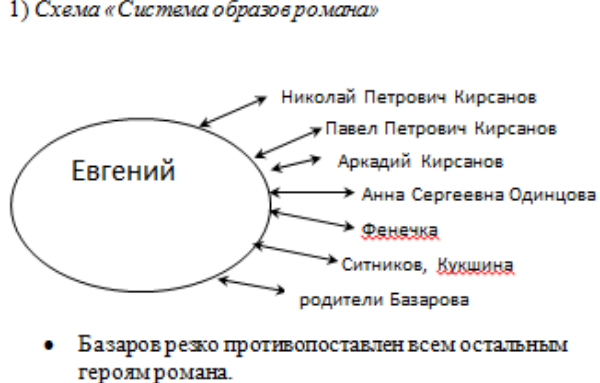 1) Схема «Система образов романа»
Николай Петрович Кирсанов
Павел Петрович Кирсанов
Евгений
Аркадий Кирсанов
Анна Сергеевна Одинцова
Фенечка
Ситников, Кукшина
родители Базарова
• Базаров резко противопоставлен всем остальным
героям романа.